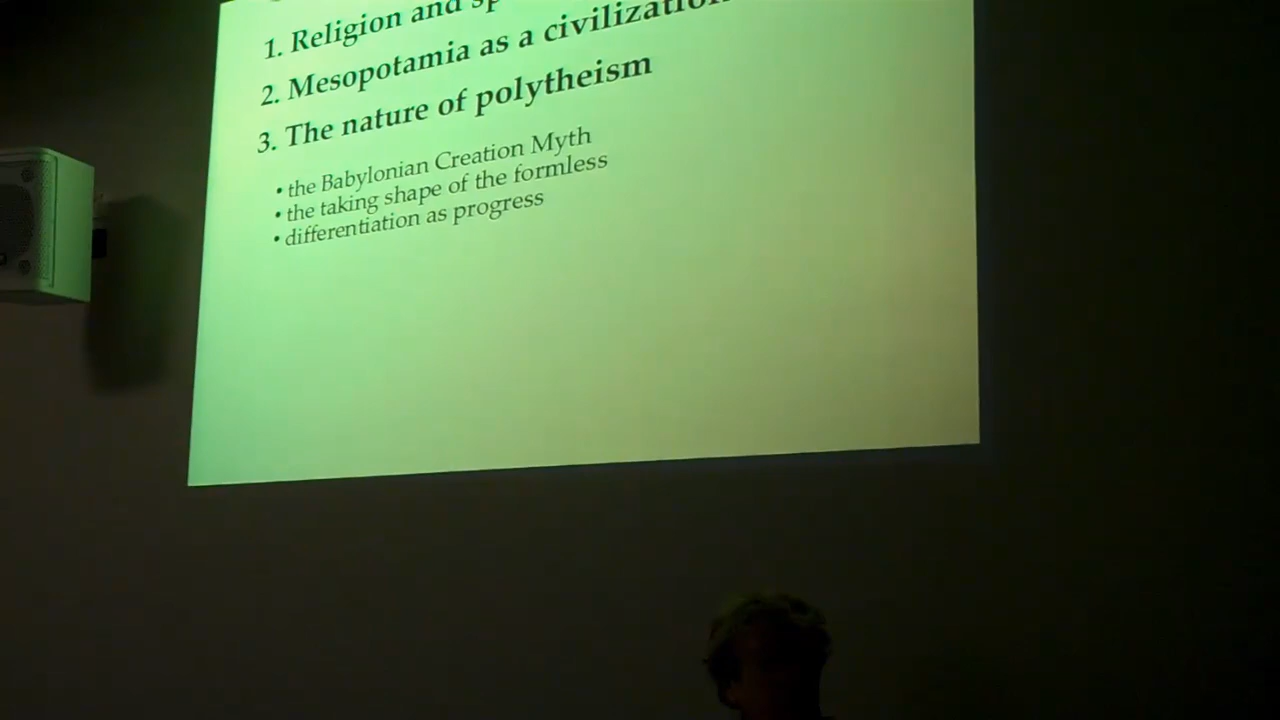 1. Religion and
2. Mesopotamia as a civilization
3. The nature of polytheism
• the Babylonian Creation Myth
• the taking shape of the formless
• differentiation as progress